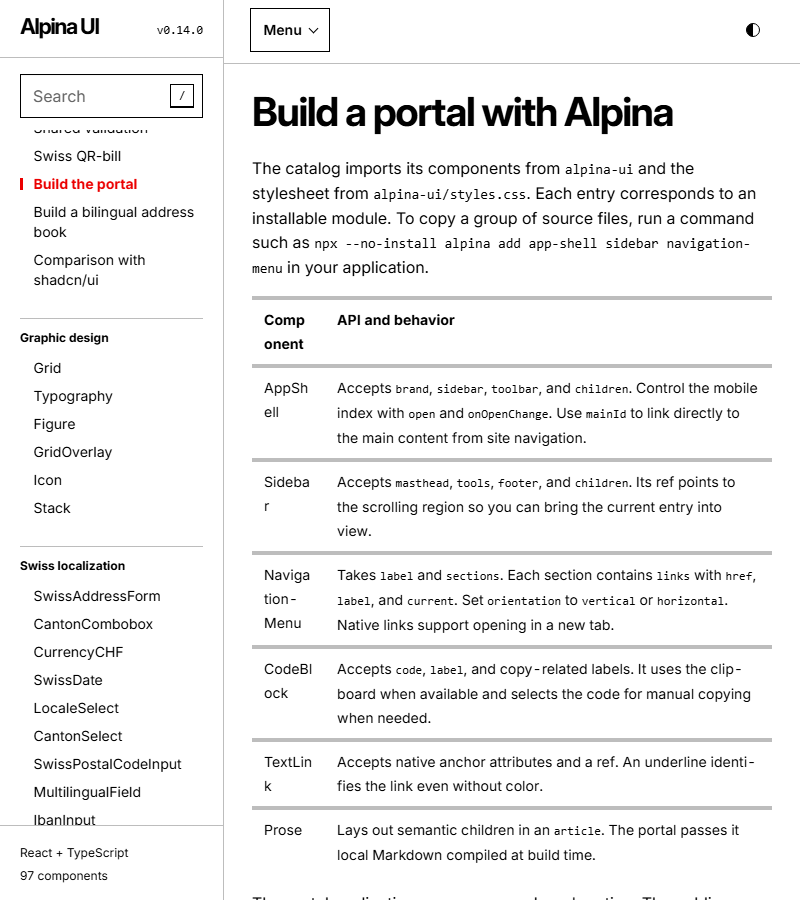 Alpina UI
v0.14.0
Search
/
Shared validation
Swiss QR-bill
Build the portal
Build a bilingual address
book
Comparison with
shadcn/ui
Graphic design
Grid
Typography
Figure
GridOverlay
Icon
Stack
Swiss localization
SwissAddressForm
CantonCombobox
CurrencyCHF
SwissDate
LocaleSelect
CantonSelect
SwissPostalCodeInput
MultilingualField
IbanInput
React + TypeScript
97 components
Menu
Build a portal with Alpina
The catalog imports its components from alpina-ui and the
stylesheet from alpina-ui/styles.css. Each entry corresponds to an
installable module. To copy a group of source files, run a command
such as npx --no-install alpina add app-shell sidebar navigation-
menu in your application.
Comp
onent
API and behavior
AppSh
ell
Accepts brand, sidebar, toolbar, and children. Control the mobile
index with open and onOpenChange. Use mainId to link directly to
the main content from site navigation.
Sideba
r
Accepts masthead, tools, footer, and children. Its ref points to
the scrolling region so you can bring the current entry into
view.
Naviga
tion-
Menu
Takes label and sections. Each section contains links with href,
label, and current. Set orientation to vertical or horizontal.
Native links support opening in a new tab.
CodeBl
ock
Accepts code, label, and copy-related labels. It uses the clip-
board when available and selects the code for manual copying
when needed.
TextLin
k
Accepts native anchor attributes and a ref. An underline identi-
fies the link even without color.
Prose
Lays out semantic children in an article. The portal passes it
local Markdown compiled at build time.